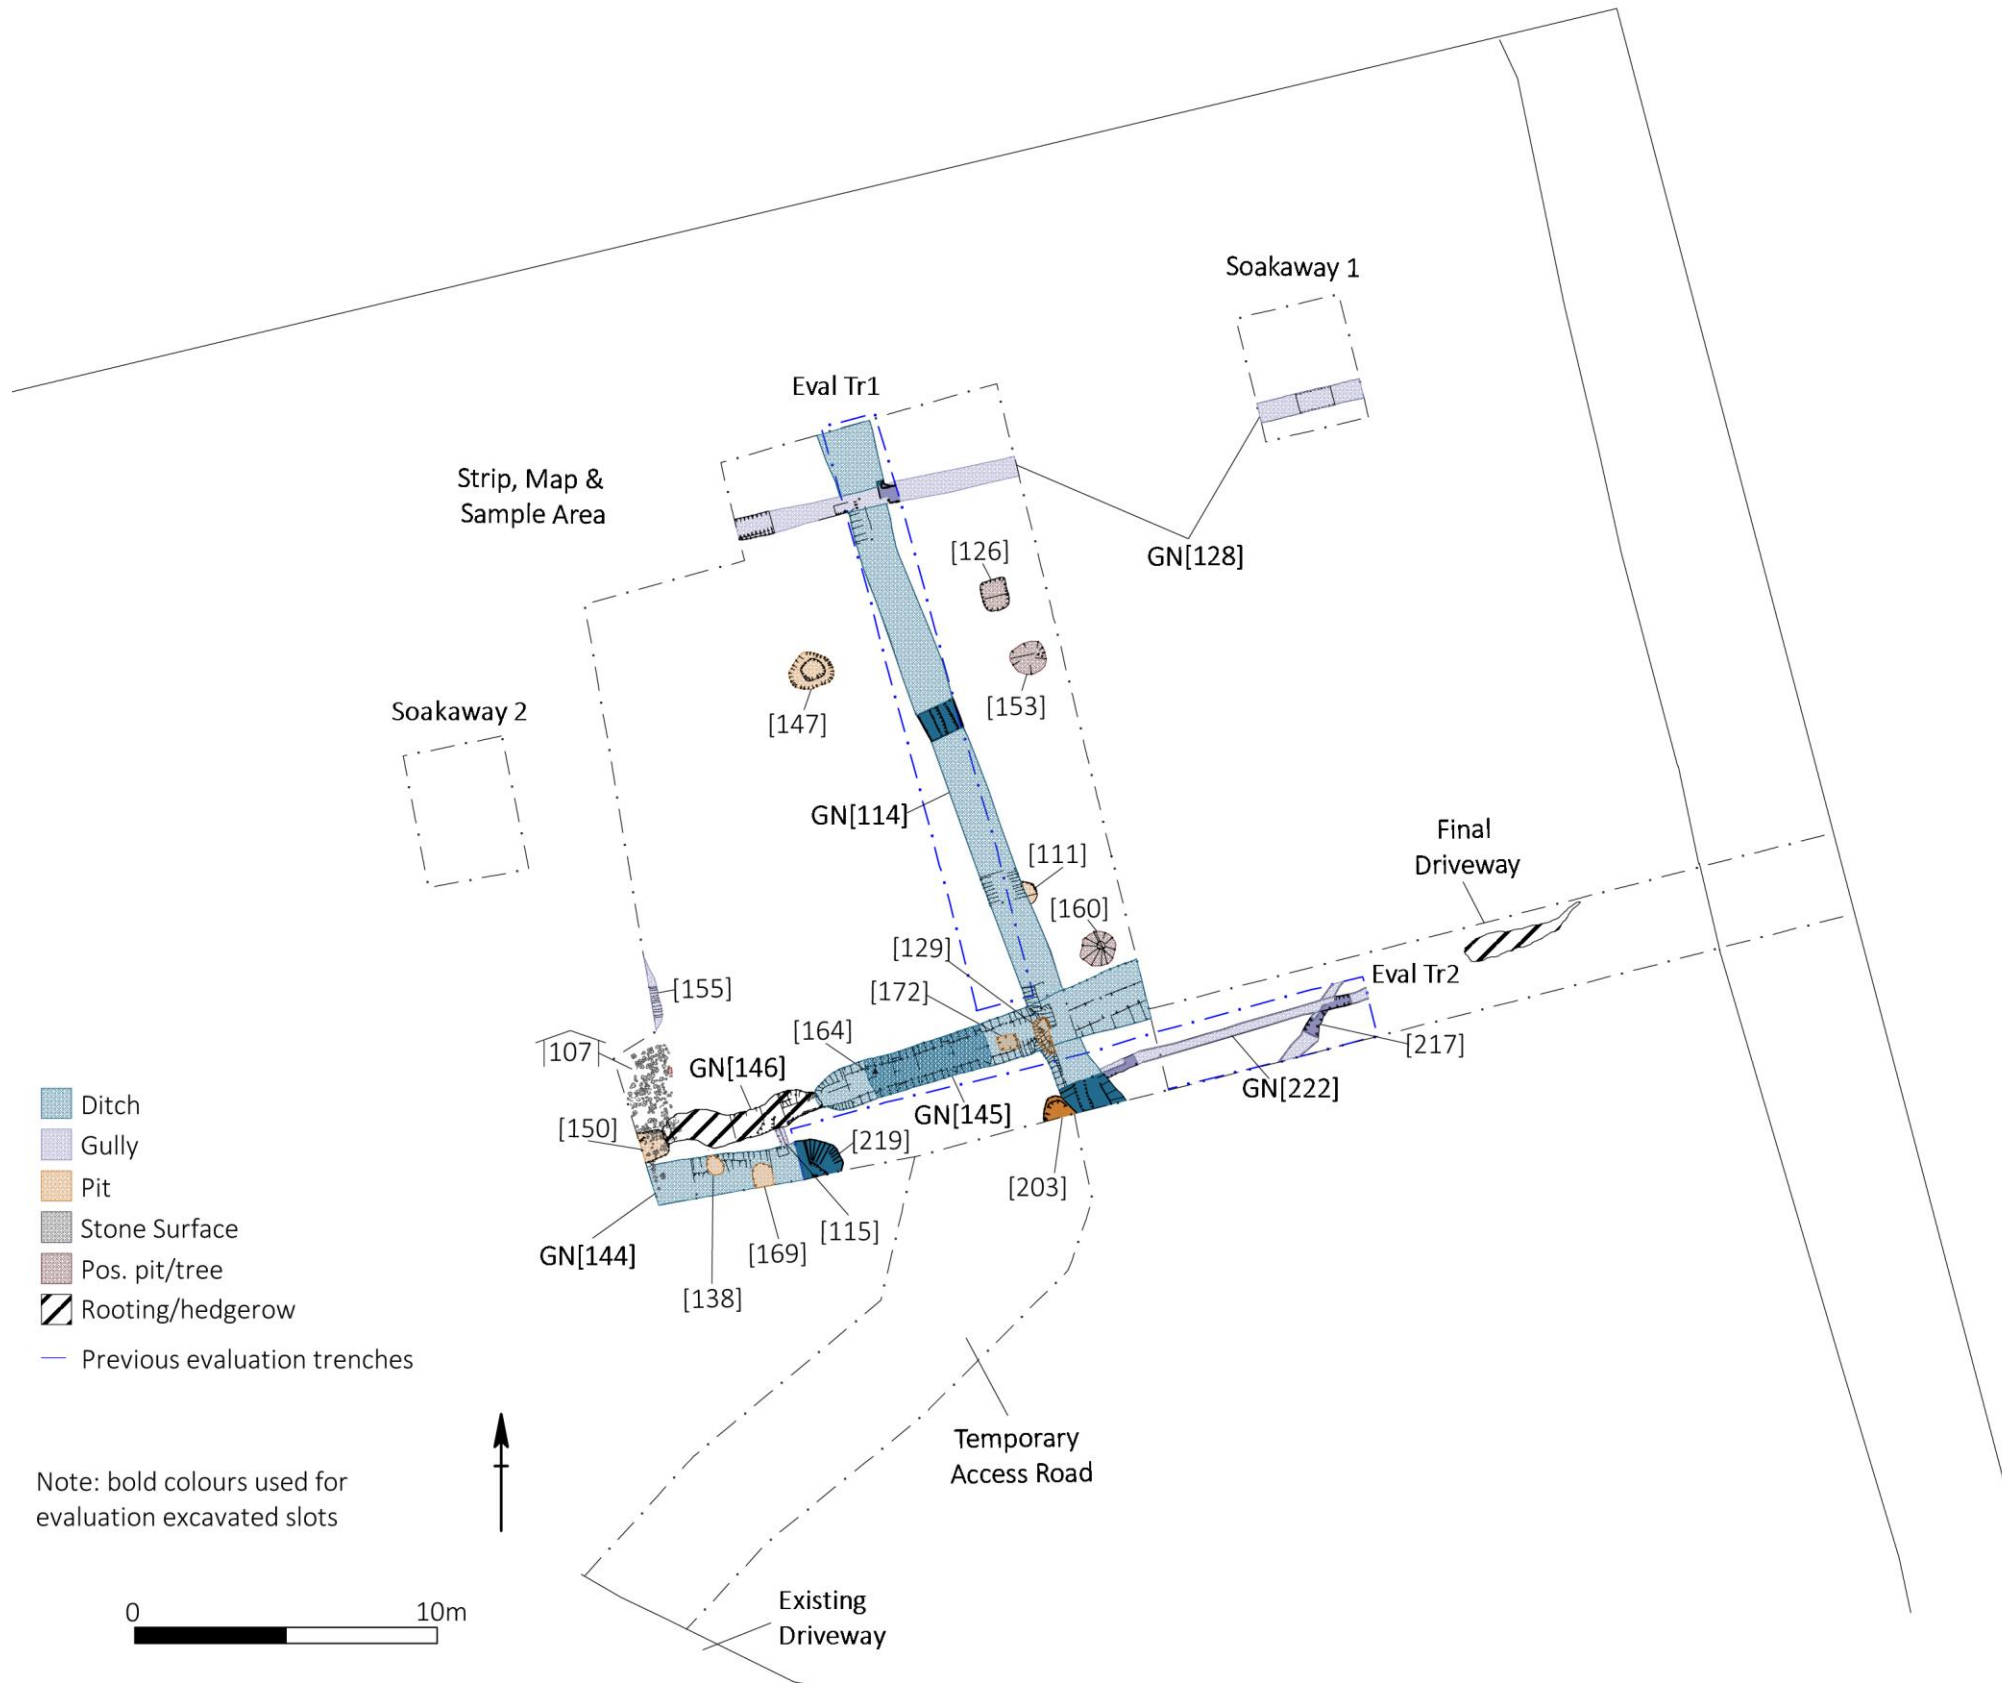 Soakaway 1
Eval Tr1
Strip, Map &
Sample Area
[126]
GN[128]
[153]
[147]
Soakaway 2
GN[114]
Final
Driveway
[111]
[160]
[129]
[172]
[155]
Eval Tr2
[164]
|107|
GN[146]
[217]
GN[222]
GN[145]
[150]
[219]
[203]
[115]
GN[144]
[169]
[138]
Ditch
Gully
Pit
Stone Surface
Pos. pit/tree
Rooting/hedgerow
Previous evaluation trenches
Temporary
Access Road
Note: bold colours used for
evaluation excavated slots
Existing
Driveway
0 10m